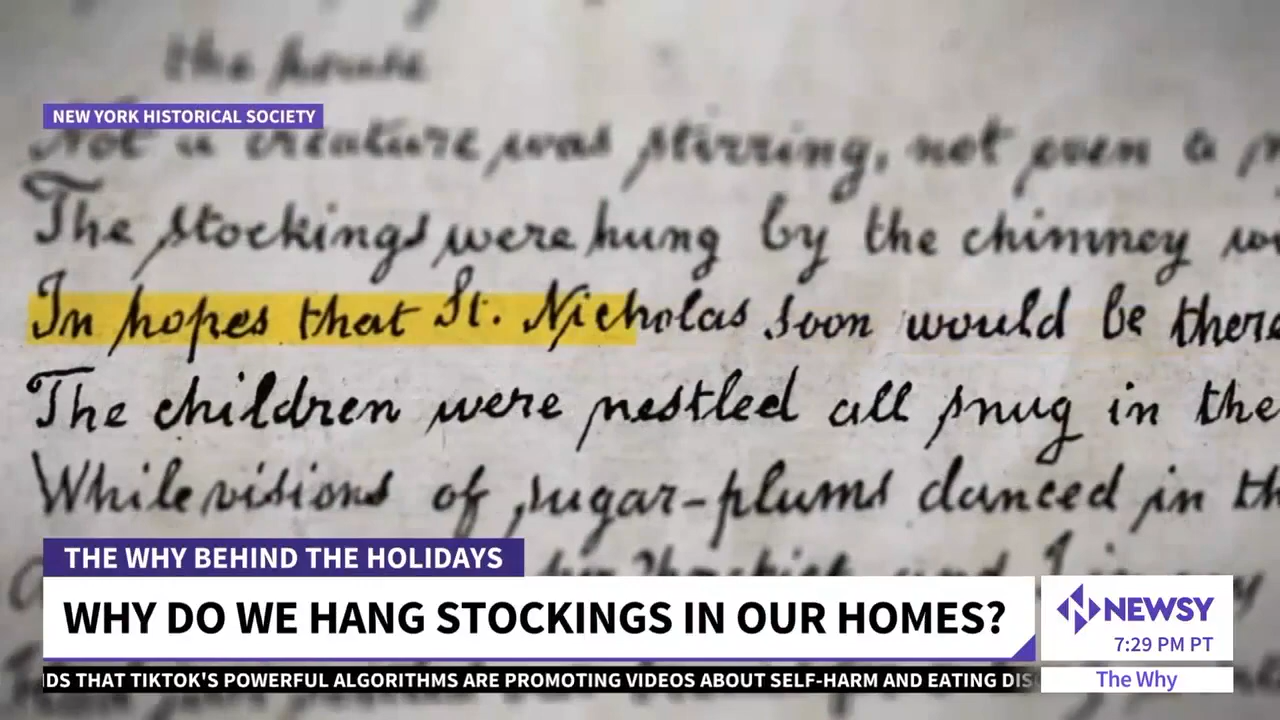 the house
NEW YORK HISTORICAL SOCIETY
Not a creature was stirring, not even a
The stockings were hung by the chimney
In hopes that St. Nicholas soon would be there
The children were nestled all snug in the
While visions of sugar-plums danced in
THE WHY BEHIND THE HOLIDAYS
WHY DO WE HANG STOCKINGS IN OUR HOMES?
NEWSY
7:29 PM PT
DS THAT TIKTOK'S POWERFUL ALGORITHMS ARE PROMOTING VIDEOS ABOUT SELF-HARM AND EATING DIS
The Why